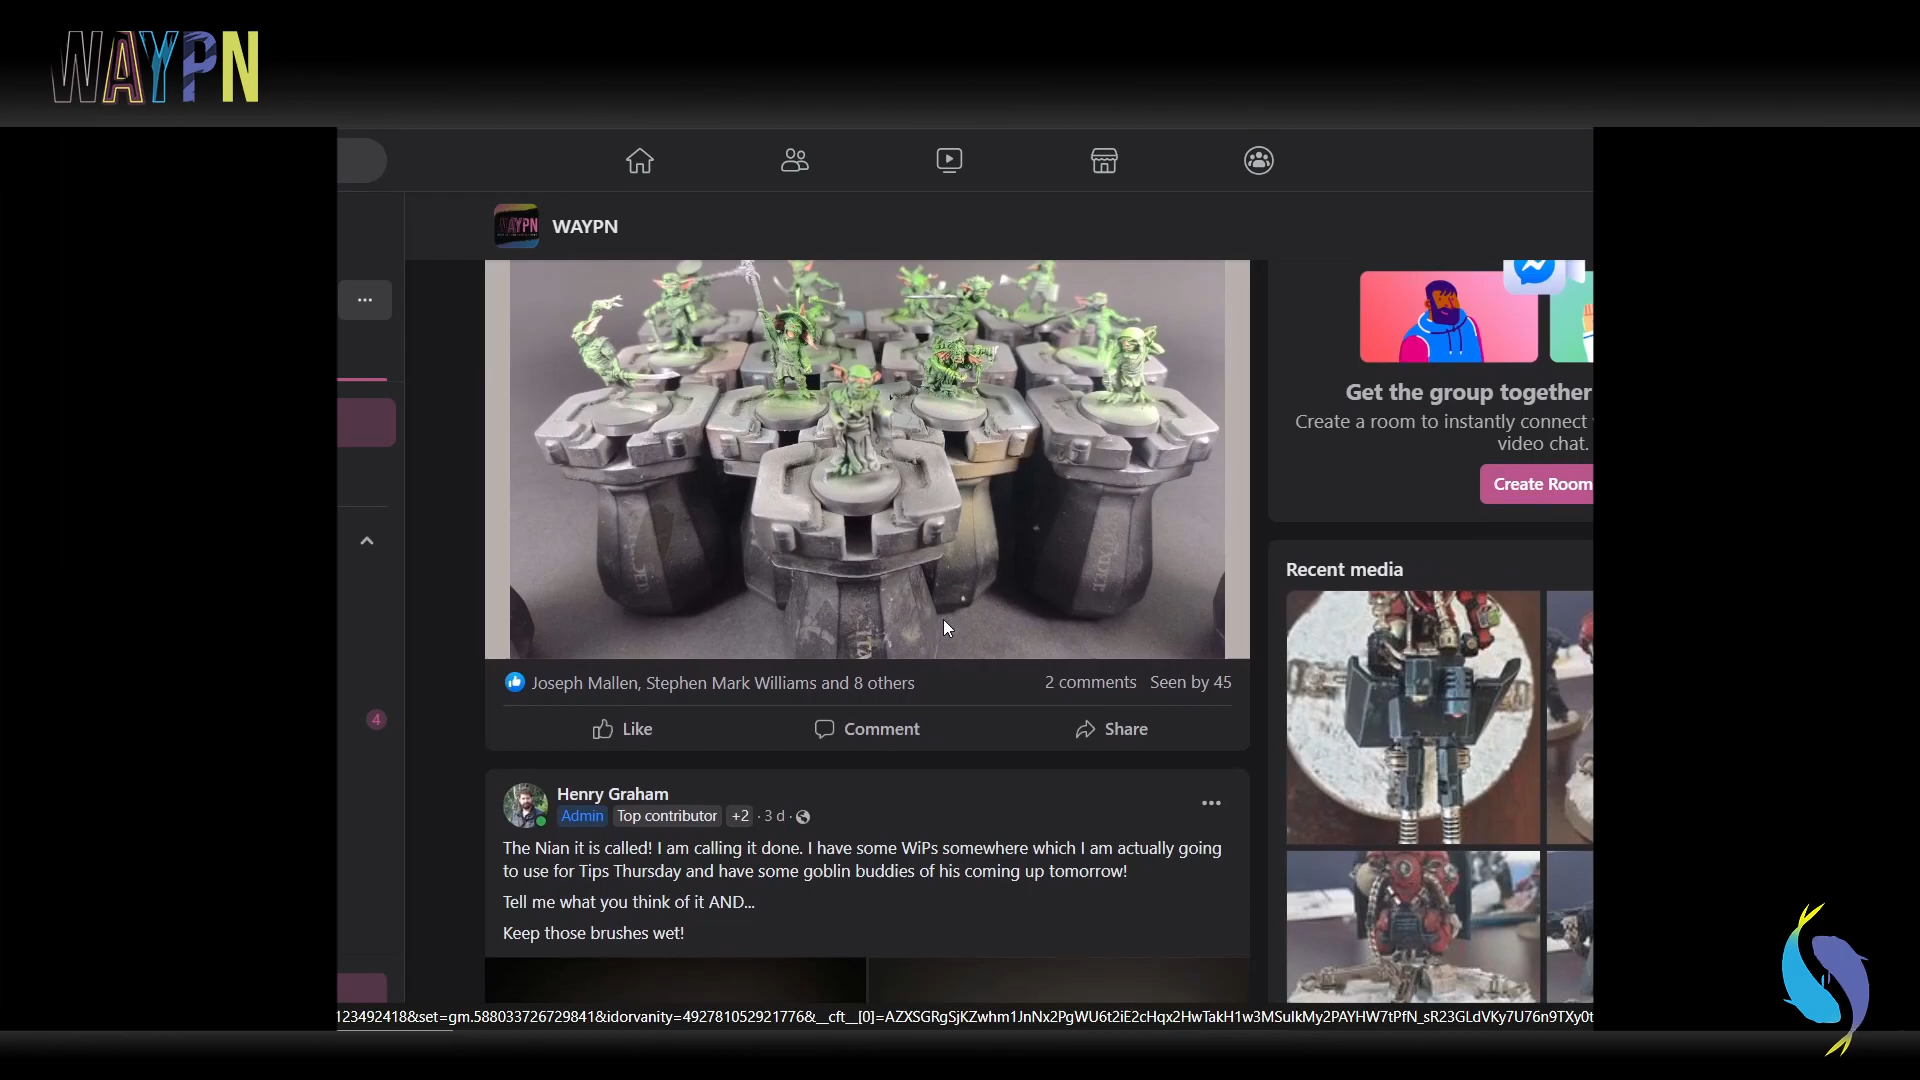 WAYPN
WAYPN
WAYPN
Get the group together
Create a room to instantly connect
video chat.
Create Room
Recent media
4
Joseph Mallen, Stephen Mark Williams and 8 others
2 comments Seen by 45
Like Comment Share
Henry Graham
Admin Top contributor +2 · 3 d ·
The Nian it is called! I am calling it done. I have some WiPs somewhere which I am actually going
to use for Tips Thursday and have some goblin buddies of his coming up tomorrow!
Tell me what you think of it AND...
Keep those brushes wet!
123492418&set=gm.588033726729841&idorvanity=492781052921776&__cft__[0]=AZXSGRgSjKZwhm1JnNx2PgWU6t2iE2cHqx2HwTakH1w3MSulkMy2PAYHW7tPfN_sR23GLdVKy7U76n9TXy0t